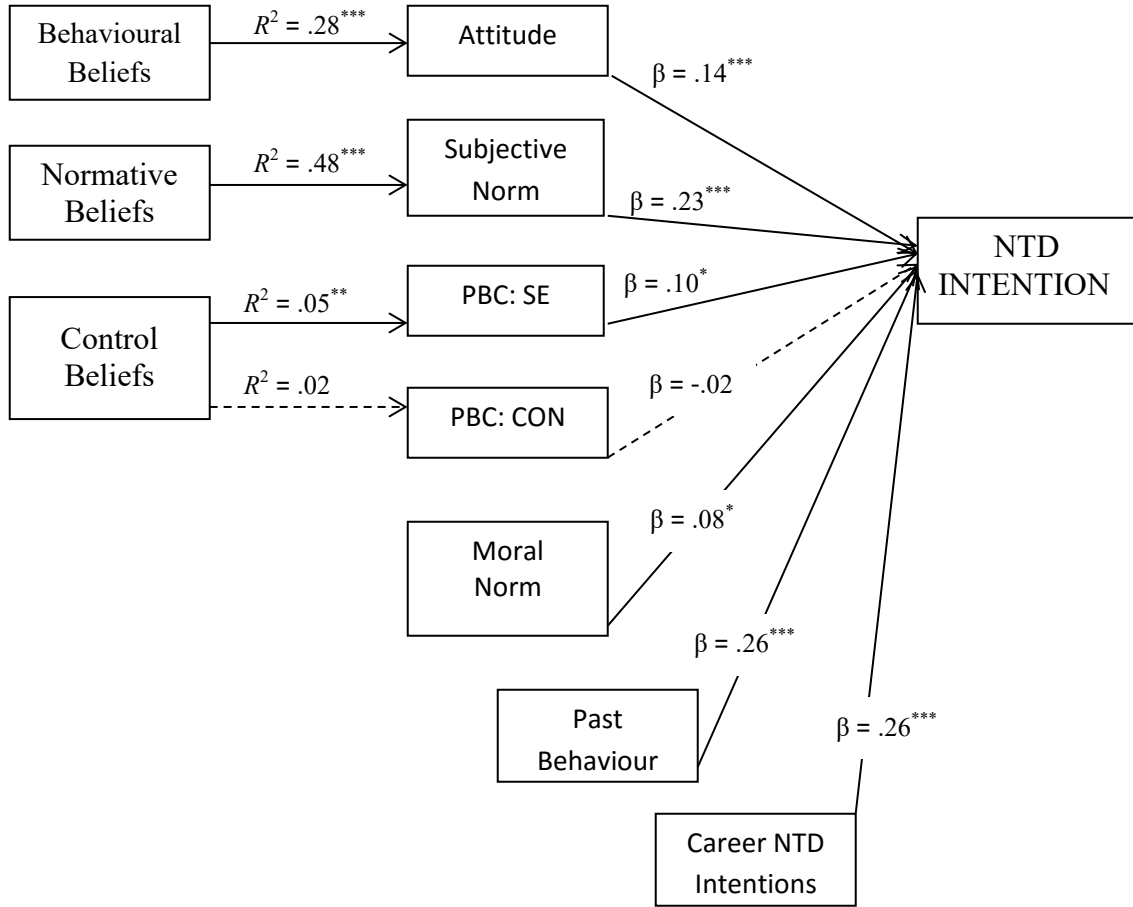 Behavioural
Beliefs
R² = .28***
Attitude
β = .14***
Normative
Beliefs
R² = .48***
Subjective
Norm
β = .23***
NTD
INTENTION
Control
Beliefs
R² = .05**
PBC: SE
β = .10*
R² = .02
PBC: CON
β = -.02
Moral
Norm
β = .08*
Past
Behaviour
β = .26***
Career NTD
Intentions
β = .26***